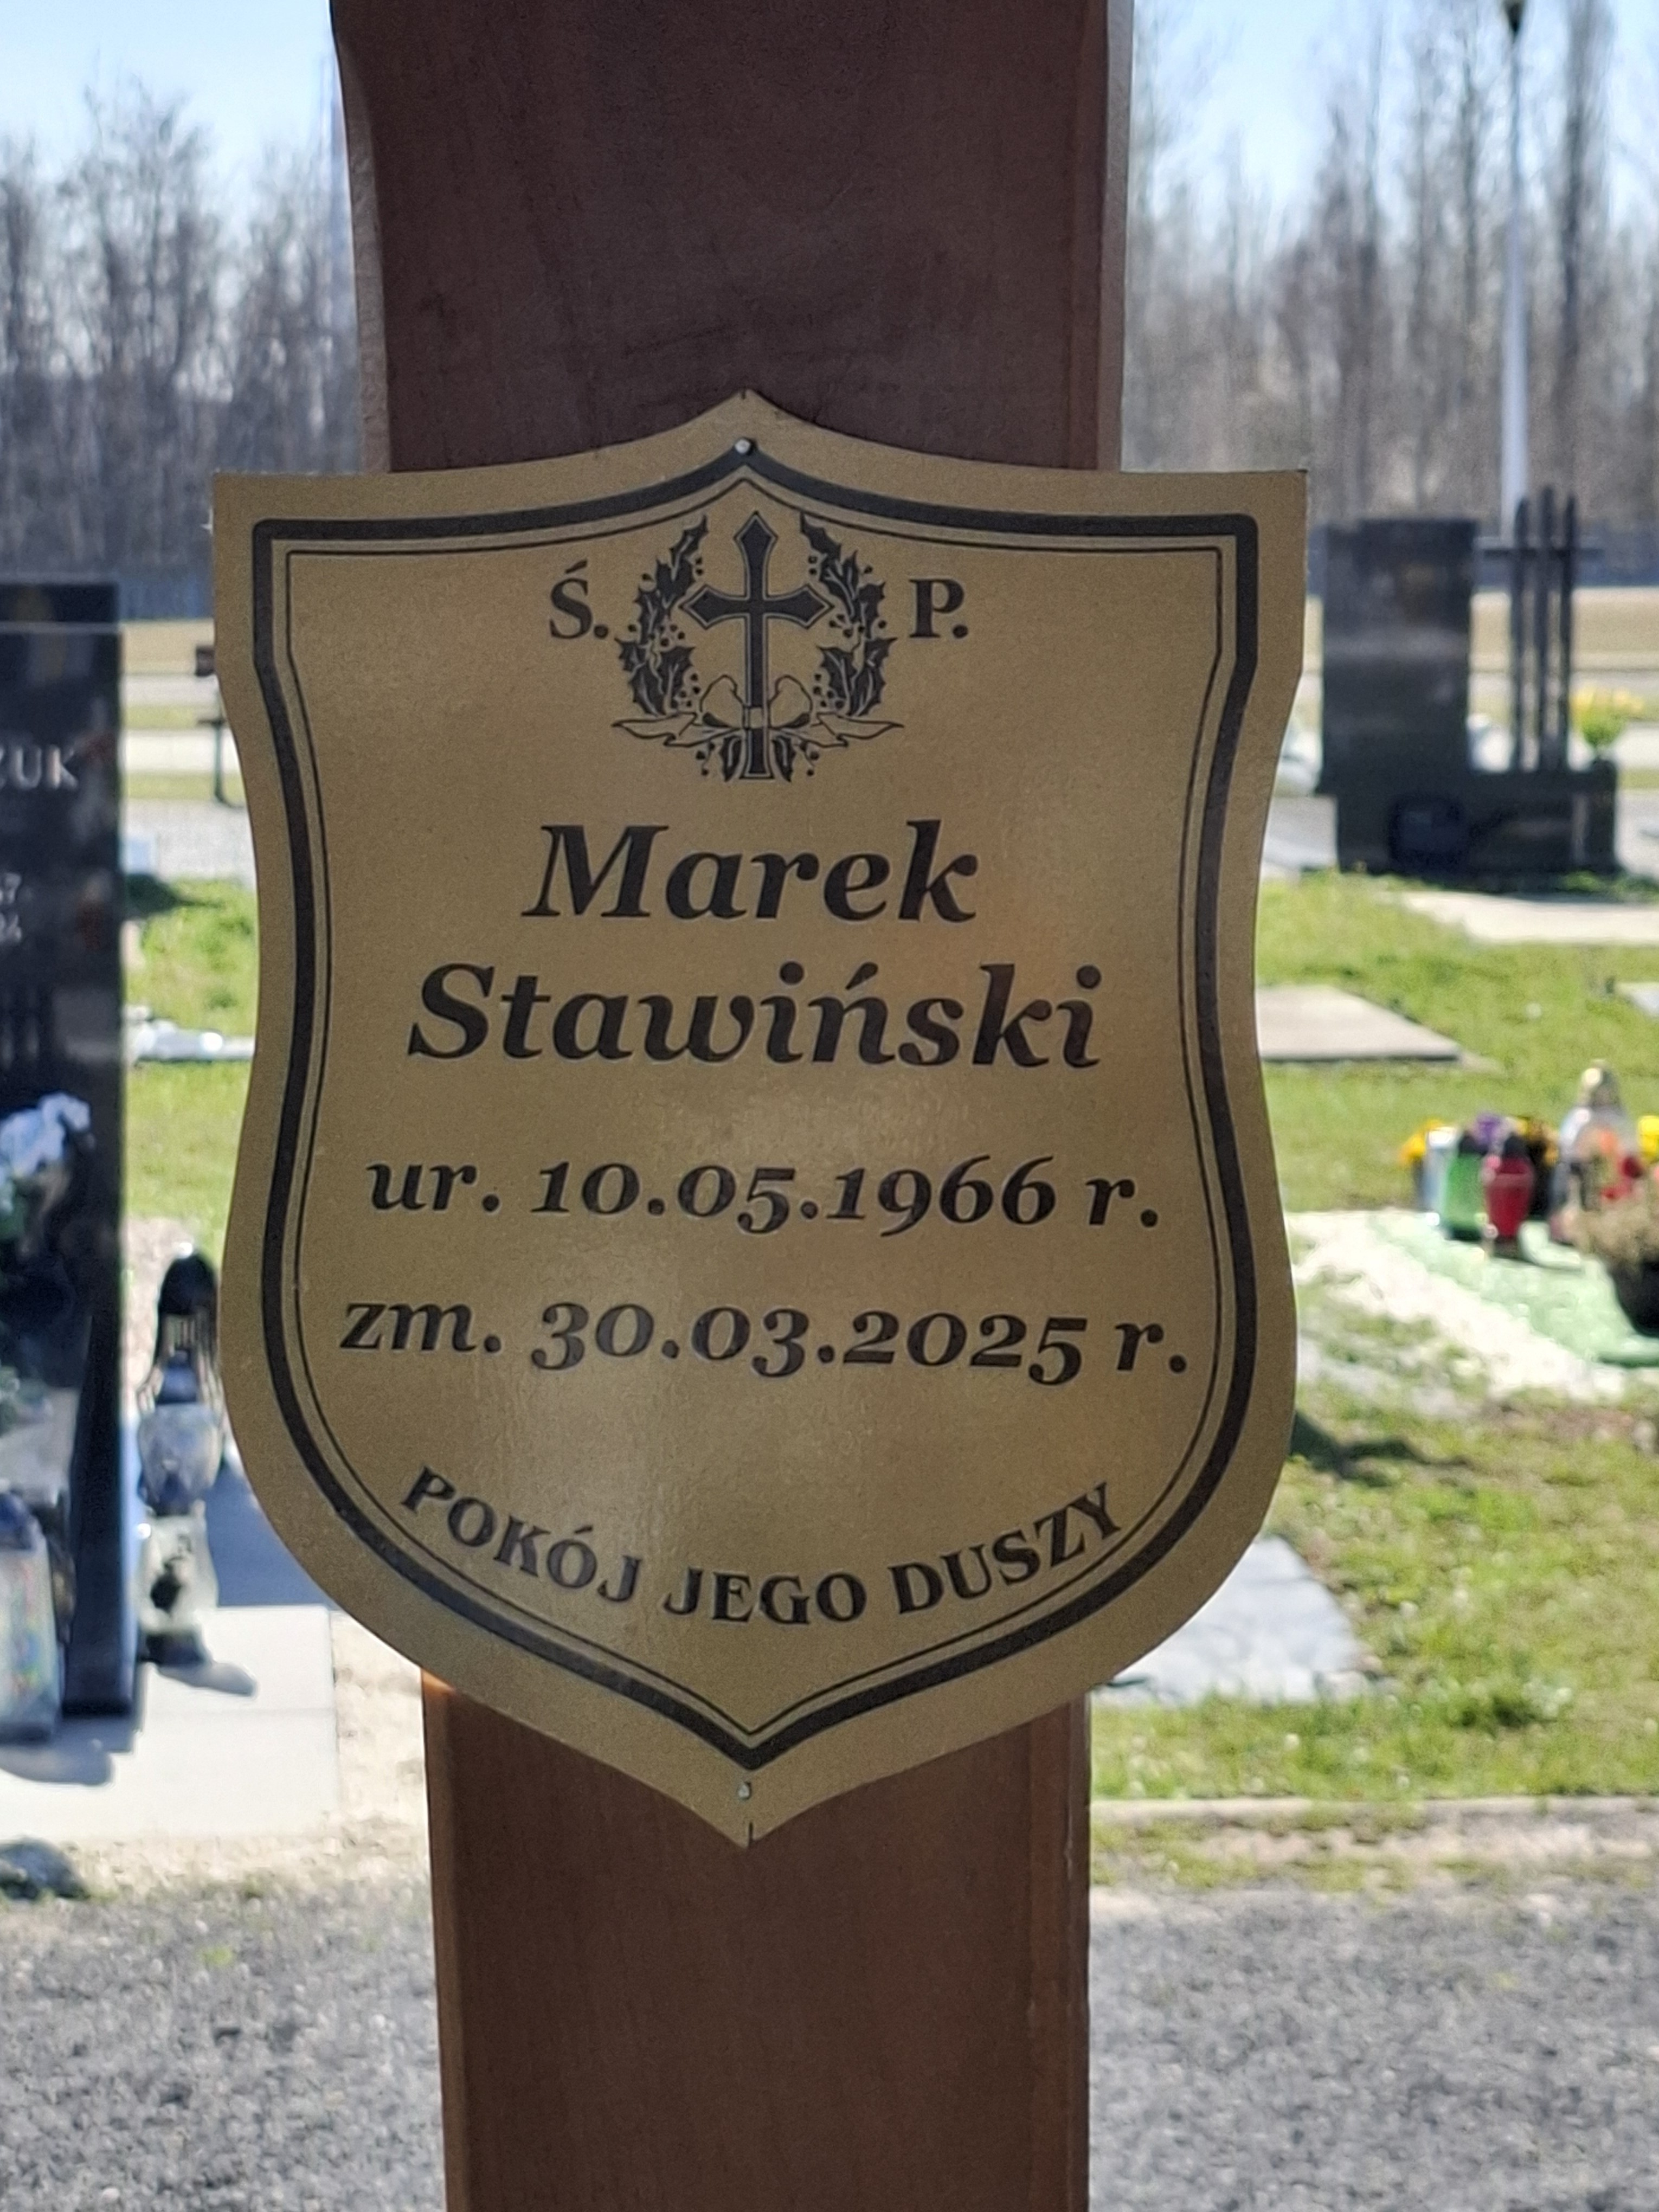 Ś. P.
Marek
Stawiński
ur. 10.05.1966 r.
zm. 30.03.2025 r.
POKÓJ JEGO DUSZY